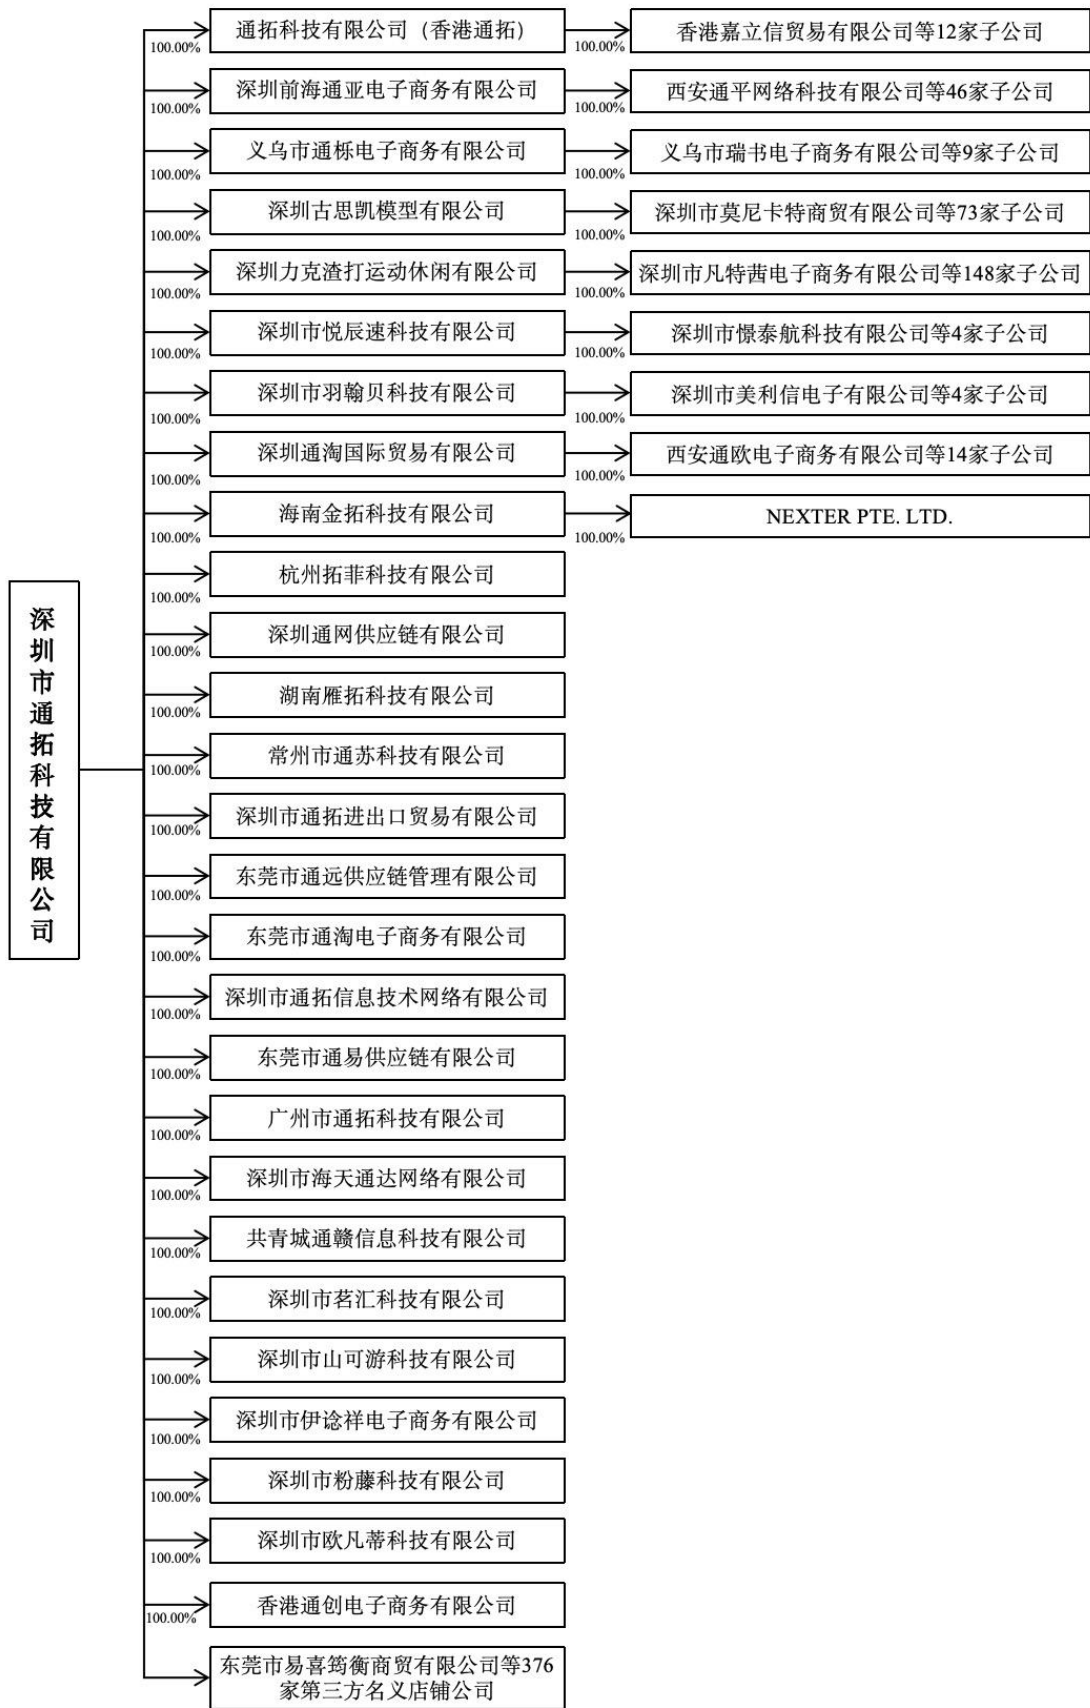 通拓科技有限公司（香港通拓）
100.00%
100.00%
香港嘉立信贸易有限公司等12家子公司
深圳前海通亚电子商务有限公司
100.00%
100.00%
西安通平网络科技有限公司等46家子公司
义乌市通栎电子商务有限公司
100.00%
100.00%
义乌市瑞书电子商务有限公司等9家子公司
深圳古思凯模型有限公司
100.00%
100.00%
深圳市莫尼卡特商贸有限公司等73家子公司
深圳力克渣打运动休闲有限公司
100.00%
100.00%
深圳市凡特茜电子商务有限公司等148家子公司
深圳市悦辰速科技有限公司
100.00%
100.00%
深圳市憬泰航科技有限公司等4家子公司
深圳市羽翰贝科技有限公司
100.00%
100.00%
深圳市美利信电子有限公司等4家子公司
深圳通淘国际贸易有限公司
100.00%
100.00%
西安通欧电子商务有限公司等14家子公司
海南金拓科技有限公司
100.00%
100.00%
NEXTER PTE. LTD.
杭州拓菲科技有限公司
100.00%
深圳通网供应链有限公司
100.00%
湖南雁拓科技有限公司
100.00%
深圳市通拓科技有限公司
常州市通苏科技有限公司
100.00%
深圳市通拓进出口贸易有限公司
100.00%
东莞市通远供应链管理有限公司
100.00%
东莞市通淘电子商务有限公司
100.00%
深圳市通拓信息技术网络有限公司
100.00%
东莞市通易供应链有限公司
100.00%
广州市通拓科技有限公司
100.00%
深圳市海天通达网络有限公司
100.00%
共青城通赣信息科技有限公司
100.00%
深圳市茗汇科技有限公司
100.00%
深圳市山可游科技有限公司
100.00%
深圳市伊谂祥电子商务有限公司
100.00%
深圳市粉藤科技有限公司
100.00%
深圳市欧凡蒂科技有限公司
100.00%
香港通创电子商务有限公司
100.00%
东莞市易喜筠衡商贸有限公司等376
家第三方名义店铺公司